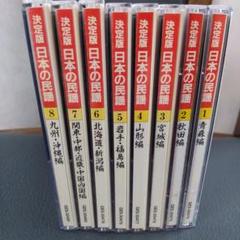 決定版 日本の民謡 8 九州・沖縄編
決定版 日本の民謡 7 関東・中部・近畿・中国・四国編
決定版 日本の民謡 6 北海道・新潟編
決定版 日本の民謡 5 岩手・福島編
決定版 日本の民謡 4 山形編
決定版 日本の民謡 3 宮城編
決定版 日本の民謡 2 秋田編
決定版 日本の民謡 1 青森編